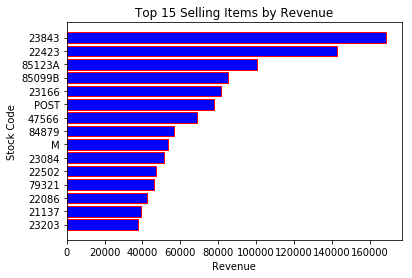 Top 15 Selling Items by Revenue
23843
22423
85123A
85099B
23166
POST
47566
84879
M
23084
22502
79321
22086
21137
23203
Stock Code
0 20000 40000 60000 80000 100000 120000 140000 160000
Revenue